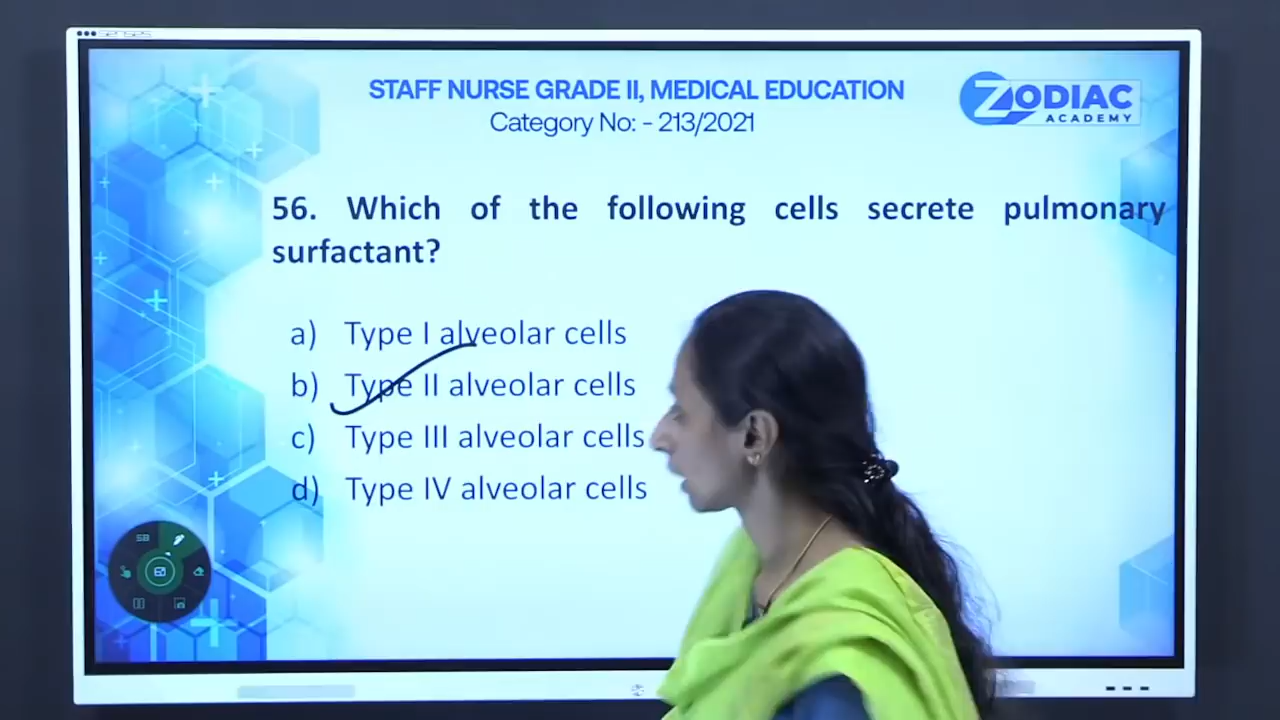 STAFF NURSE GRADE II, MEDICAL EDUCATION
Category No: - 213/2021
ZODIAC
ACADEMY
56. Which of the following cells secrete pulmonary
surfactant?
a) Type I alveolar cells
b) Type II alveolar cells
c) Type III alveolar cells
d) Type IV alveolar cells
SB